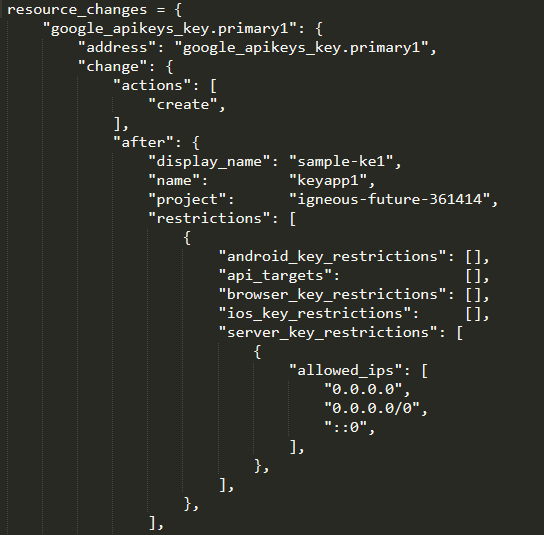 resource_changes = {
    "google_apikeys_key.primary1": {
        "address": "google_apikeys_key.primary1",
        "change": {
            "actions": [
                "create",
            ],
            "after": {
                "display_name": "sample-ke1",
                "name":         "keyapp1",
                "project":      "igneous-future-361414",
                "restrictions": [
                    {
                        "android_key_restrictions": [],
                        "api_targets":              [],
                        "browser_key_restrictions": [],
                        "ios_key_restrictions":     [],
                        "server_key_restrictions": [
                            {
                                "allowed_ips": [
                                    "0.0.0.0",
                                    "0.0.0.0/0",
                                    "::0",
                                ],
                            },
                        ],
                    },
                ],